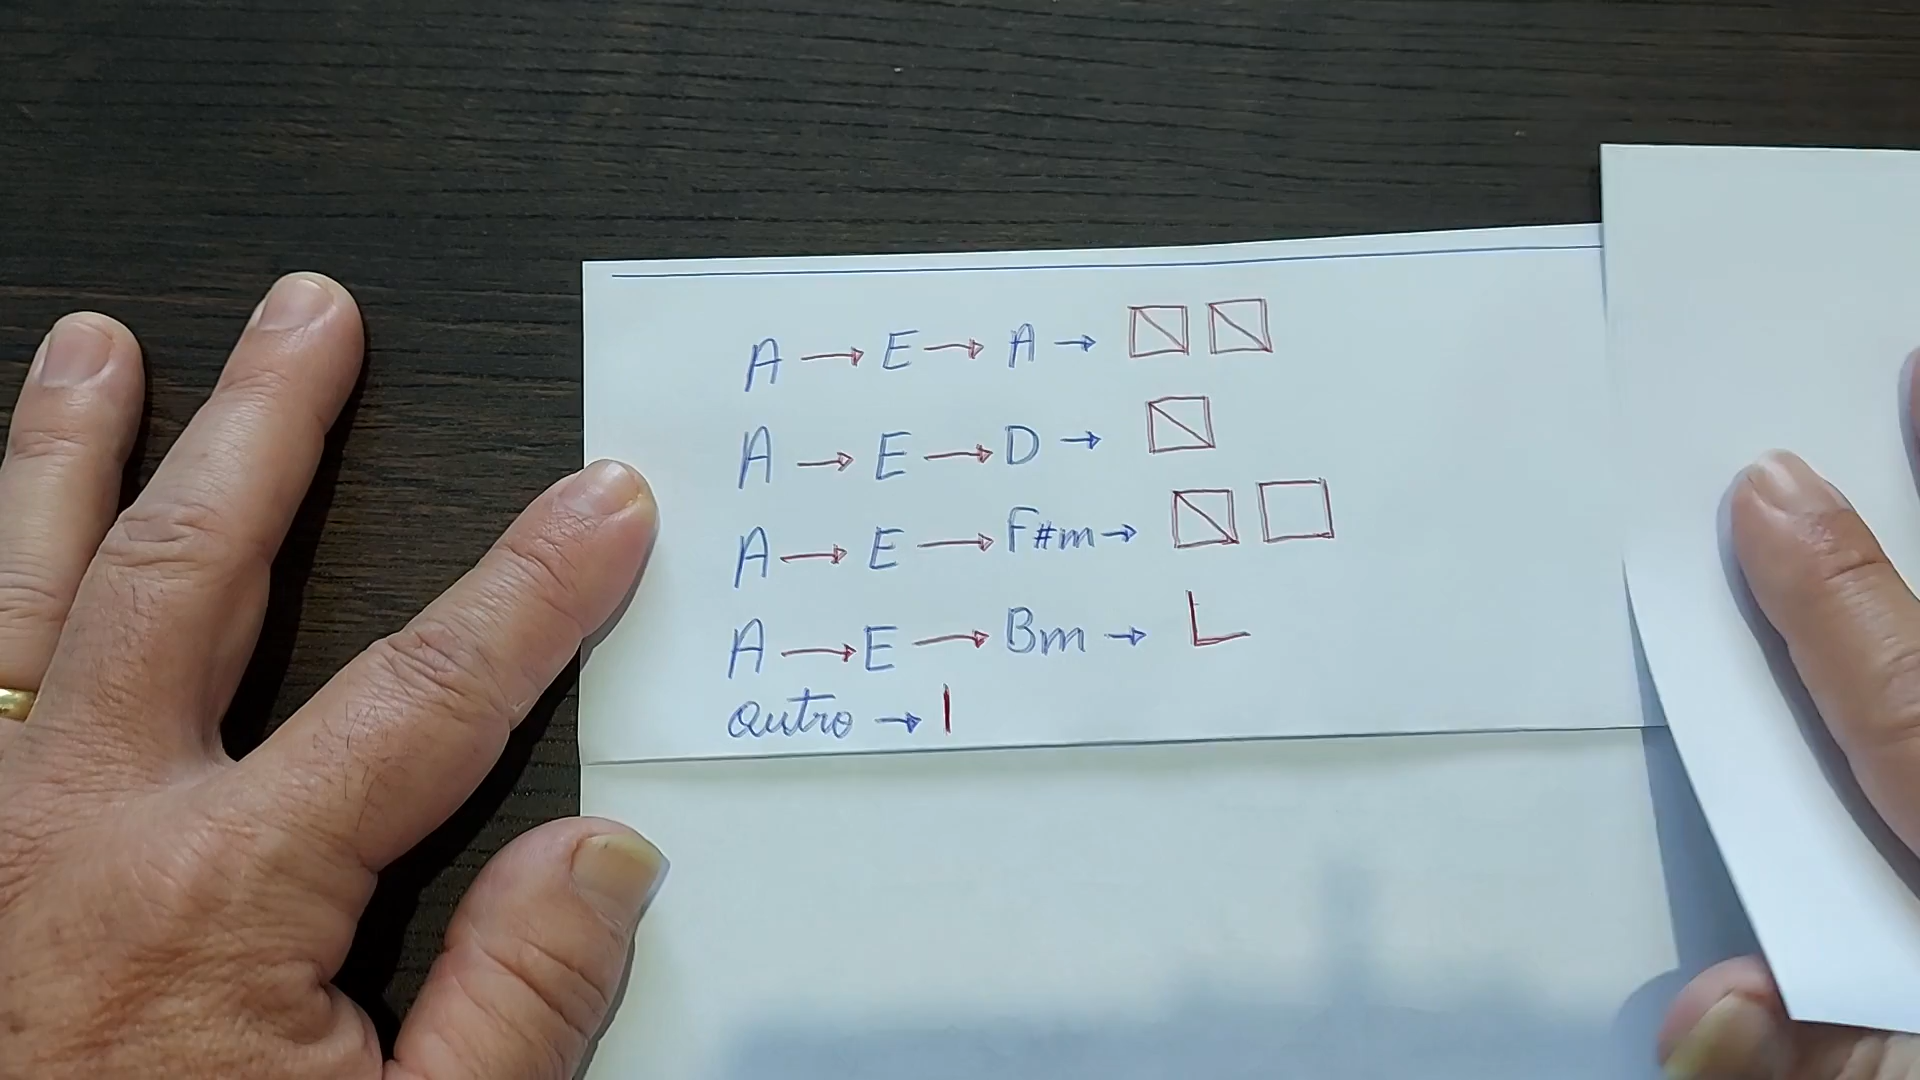 A → E → A →
A → E → D →
A → E → F#m →
A → E → Bm →
Outro →